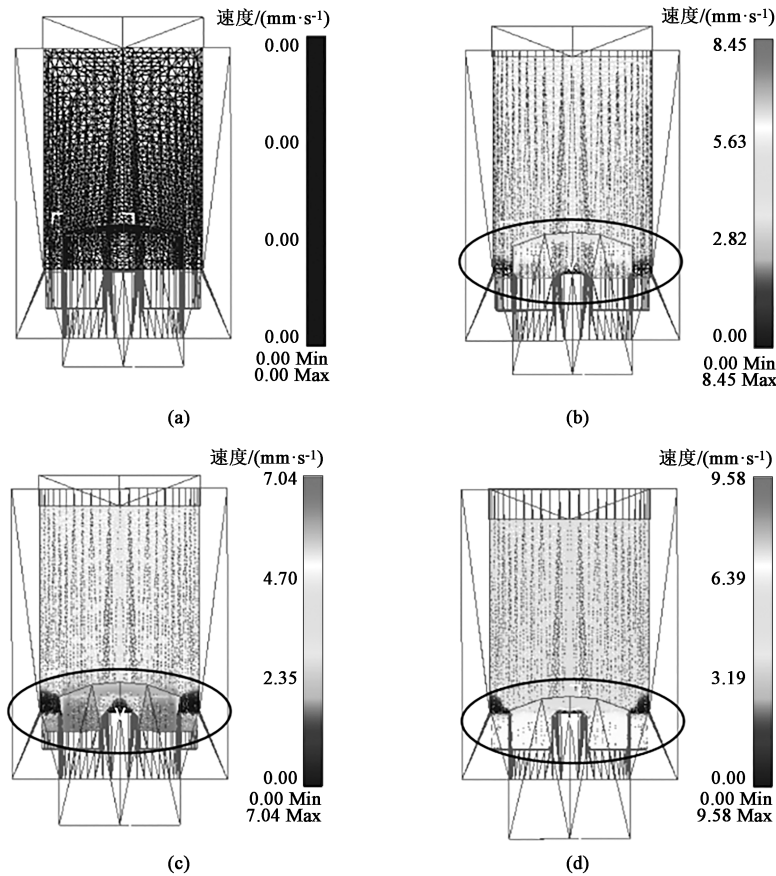 速度/(mm·s⁻¹)
0.00
0.00
0.00
0.00
0.00 Min
0.00 Max
(a)
速度/(mm·s⁻¹)
8.45
5.63
2.82
0.00
0.00 Min
8.45 Max
(b)
速度/(mm·s⁻¹)
7.04
4.70
2.35
0.00
0.00 Min
7.04 Max
(c)
速度/(mm·s⁻¹)
9.58
6.39
3.19
0.00
0.00 Min
9.58 Max
(d)